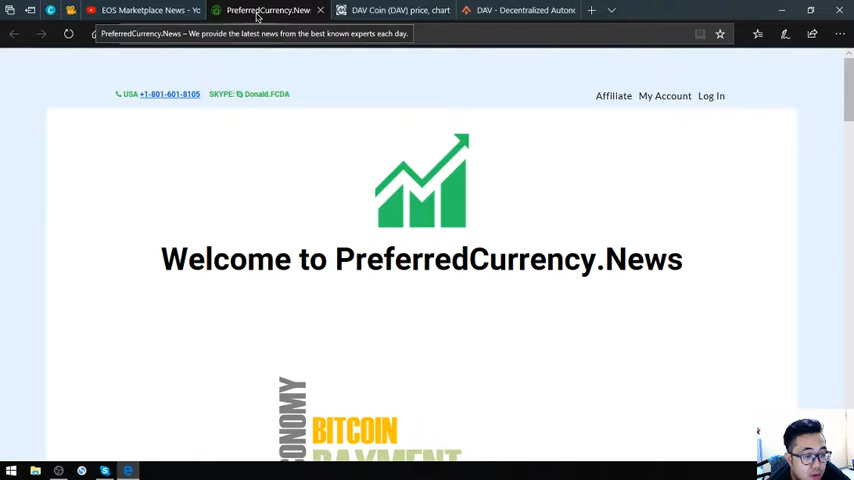 EOS Marketplace News - Yo
PreferredCurrency.New
DAV Coin (DAV) price, chart
DAV - Decentralized Autono
PreferredCurrency.News – We provide the latest news from the best known experts each day.
USA +1-801-601-8105 SKYPE: Donald.FCDA
Affiliate My Account Log In
Welcome to PreferredCurrency.News
ONOMY
BITCOIN
PAYMENT